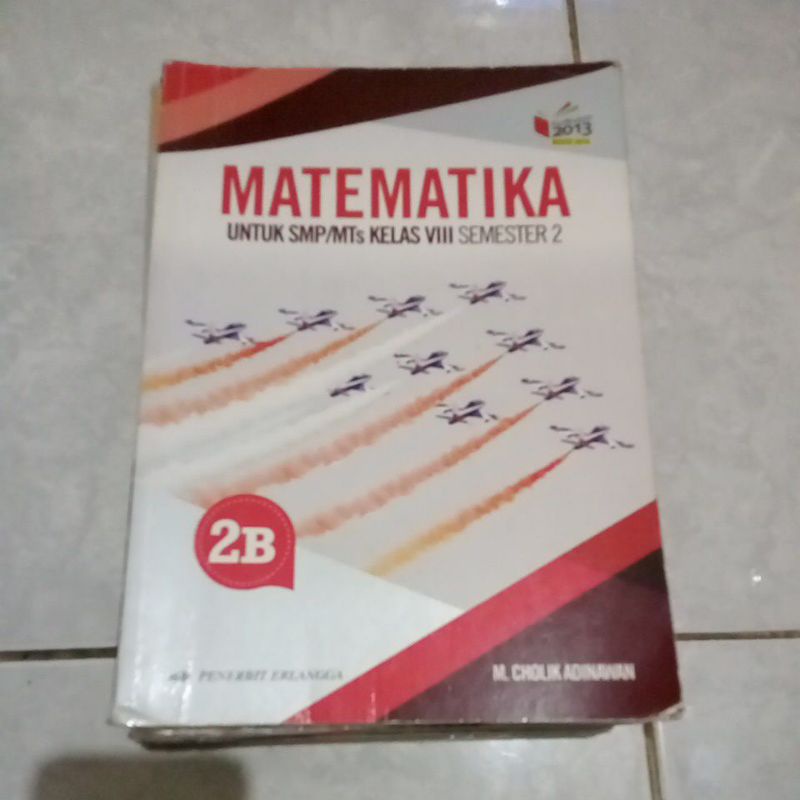 2013
MATEMATIKA
UNTUK SMP/MTs KELAS VIII SEMESTER 2
2B
PENERBIT ERLANGGA
M. CHOLIK ADINAWAN